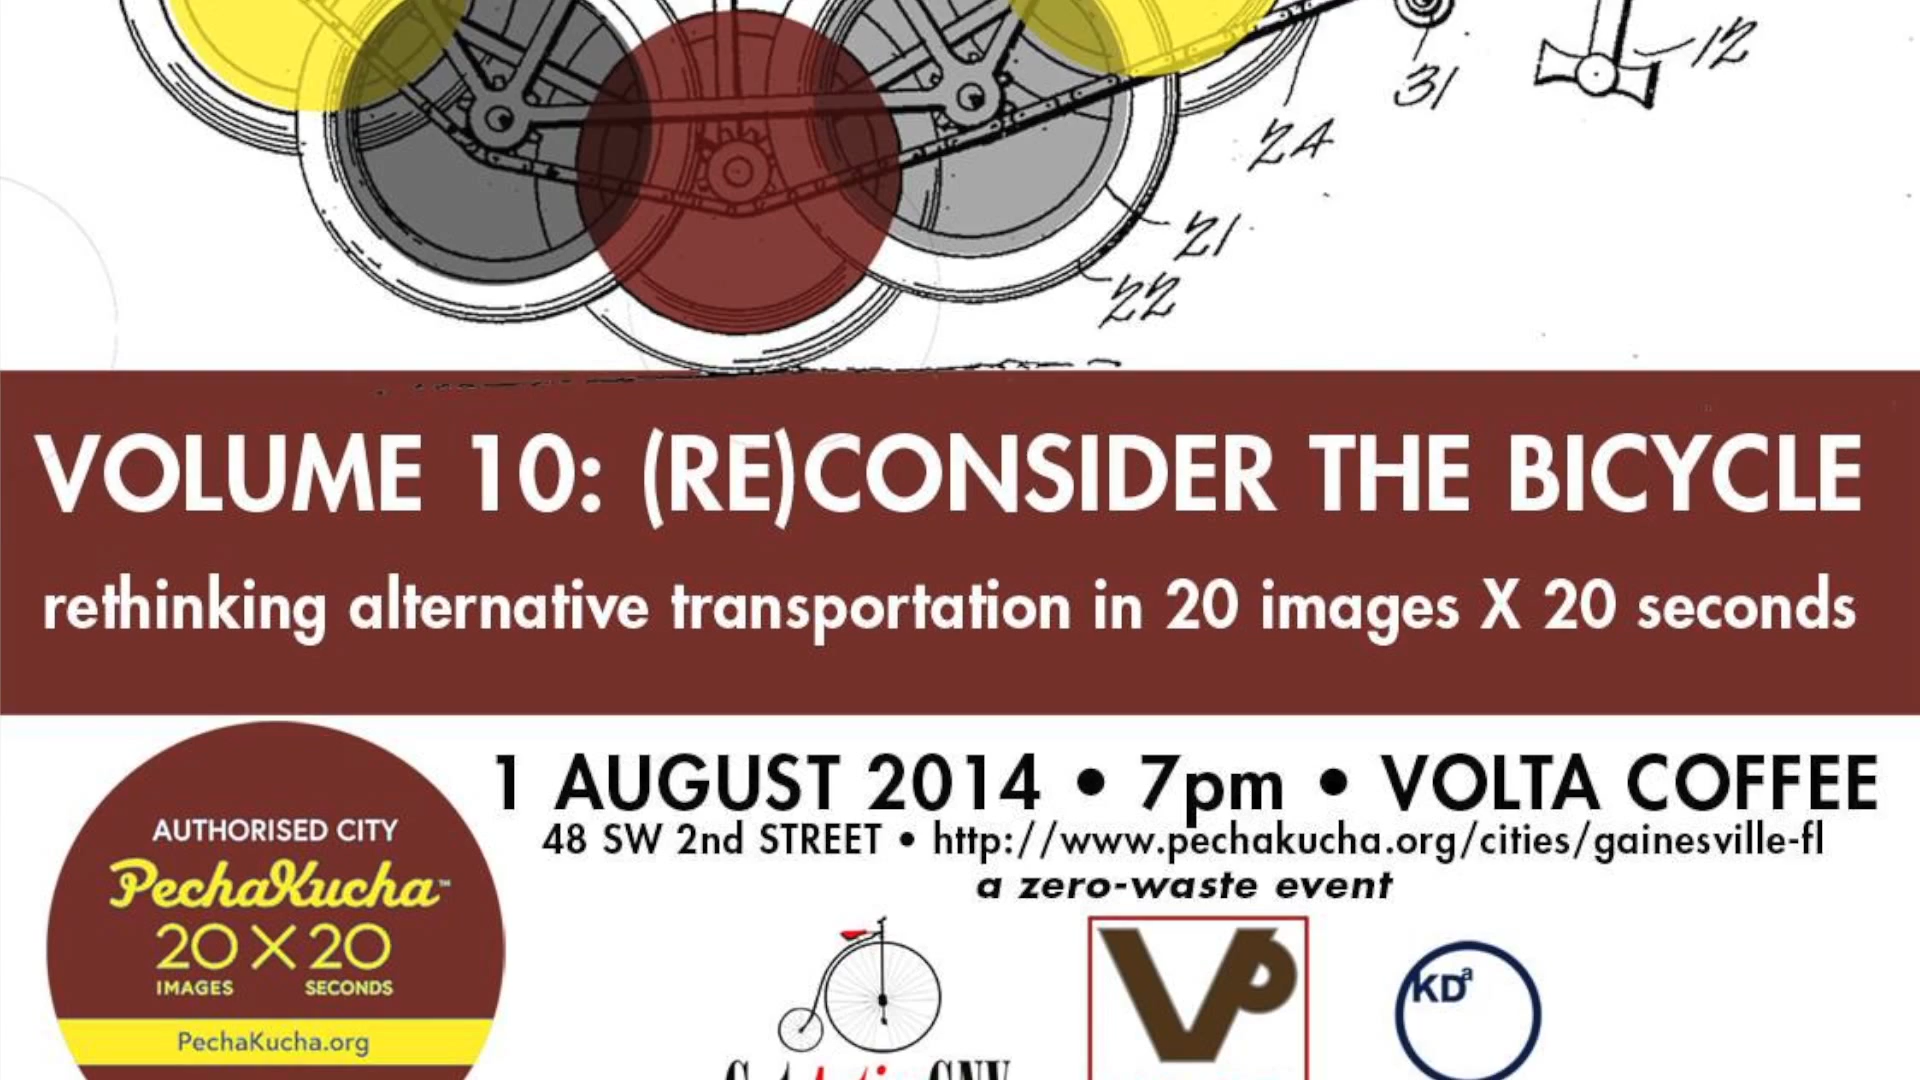 12
31
24
21
22
VOLUME 10: (RE)CONSIDER THE BICYCLE
rethinking alternative transportation in 20 images X 20 seconds
1 AUGUST 2014 • 7pm • VOLTA COFFEE
48 SW 2nd STREET • http://www.pechakucha.org/cities/gainesville-fl
a zero-waste event
AUTHORISED CITY
PechaKucha™
20 X 20
IMAGES SECONDS
PechaKucha.org
VP
KDa
GNV